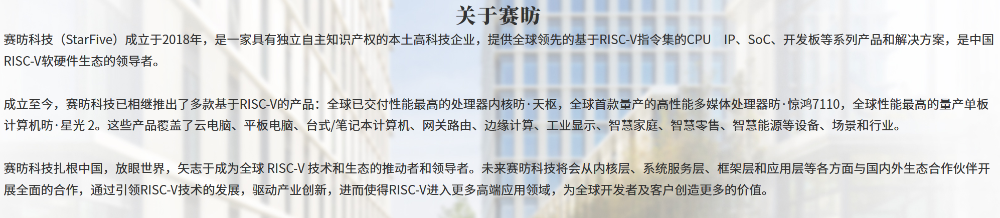 关于赛昉
赛昉科技（StarFive）成立于2018年，是一家具有独立自主知识产权的本土高科技企业，提供全球领先的基于RISC-V指令集的CPU　IP、SoC、开发板等系列产品和解决方案，是中国
RISC-V软硬件生态的领导者。
成立至今，赛昉科技已相继推出了多款基于RISC-V的产品：全球已交付性能最高的处理器内核昉·天枢，全球首款量产的高性能多媒体处理器昉·惊鸿7110，全球性能最高的量产单板
计算机昉·星光 2。这些产品覆盖了云电脑、平板电脑、台式/笔记本计算机、网关路由、边缘计算、工业显示、智慧家庭、智慧零售、智慧能源等设备、场景和行业。
赛昉科技扎根中国，放眼世界，矢志于成为全球 RISC-V 技术和生态的推动者和领导者。未来赛昉科技将会从内核层、系统服务层、框架层和应用层等各方面与国内外生态合作伙伴开
展全面的合作，通过引领RISC-V技术的发展，驱动产业创新，进而使得RISC-V进入更多高端应用领域，为全球开发者及客户创造更多的价值。